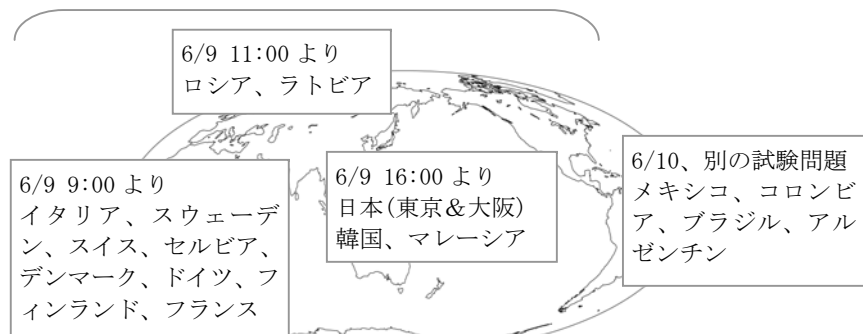 6/9 11:00 より
ロシア、ラトビア
6/9 9:00 より
イタリア、スウェーデ
ン、スイス、セルビア、
デンマーク、ドイツ、フ
ィンランド、フランス
6/9 16:00 より
日本(東京&大阪)
韓国、マレーシア
6/10、別の試験問題
メキシコ、コロンビ
ア、ブラジル、アル
ゼンチン